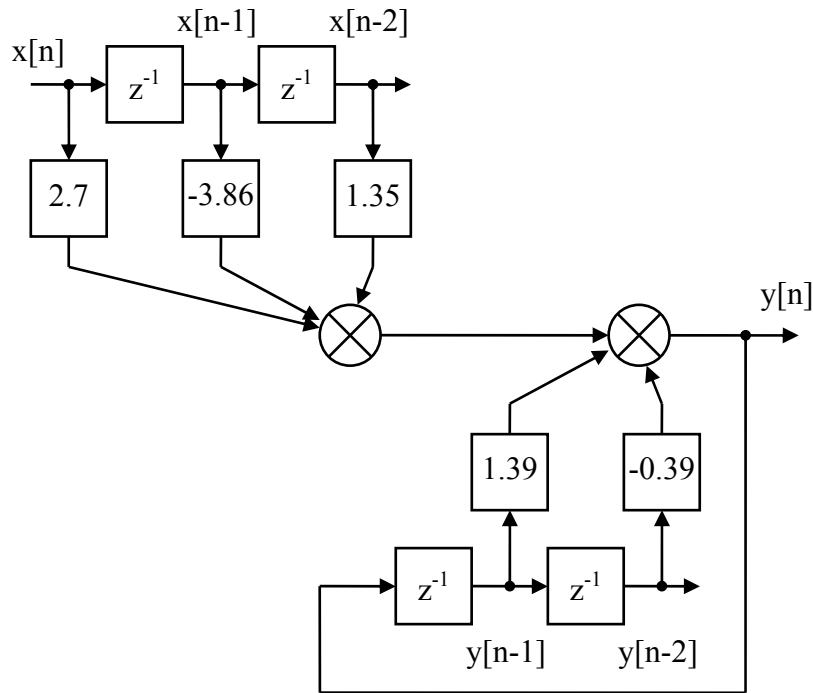 x[n-1] x[n-2]
x[n]
z⁻¹ z⁻¹
2.7 -3.86 1.35
y[n]
1.39 -0.39
z⁻¹ z⁻¹
y[n-1] y[n-2]